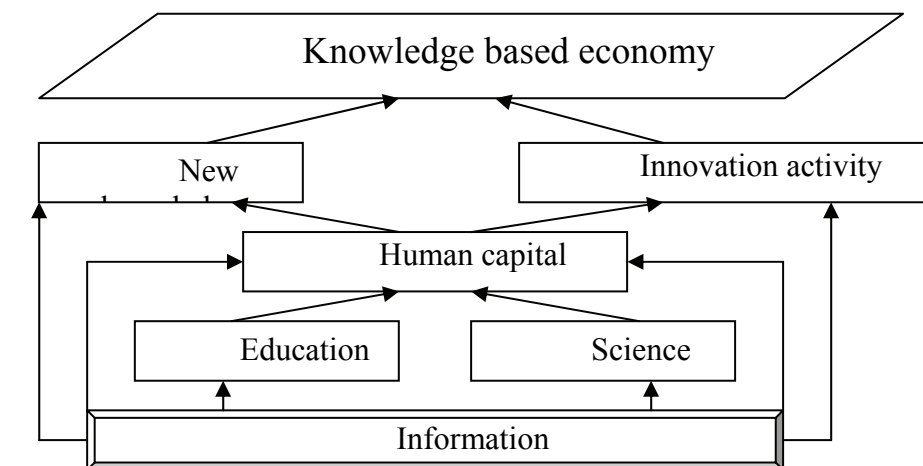 Knowledge based economy
New
Innovation activity
Human capital
Education
Science
Information